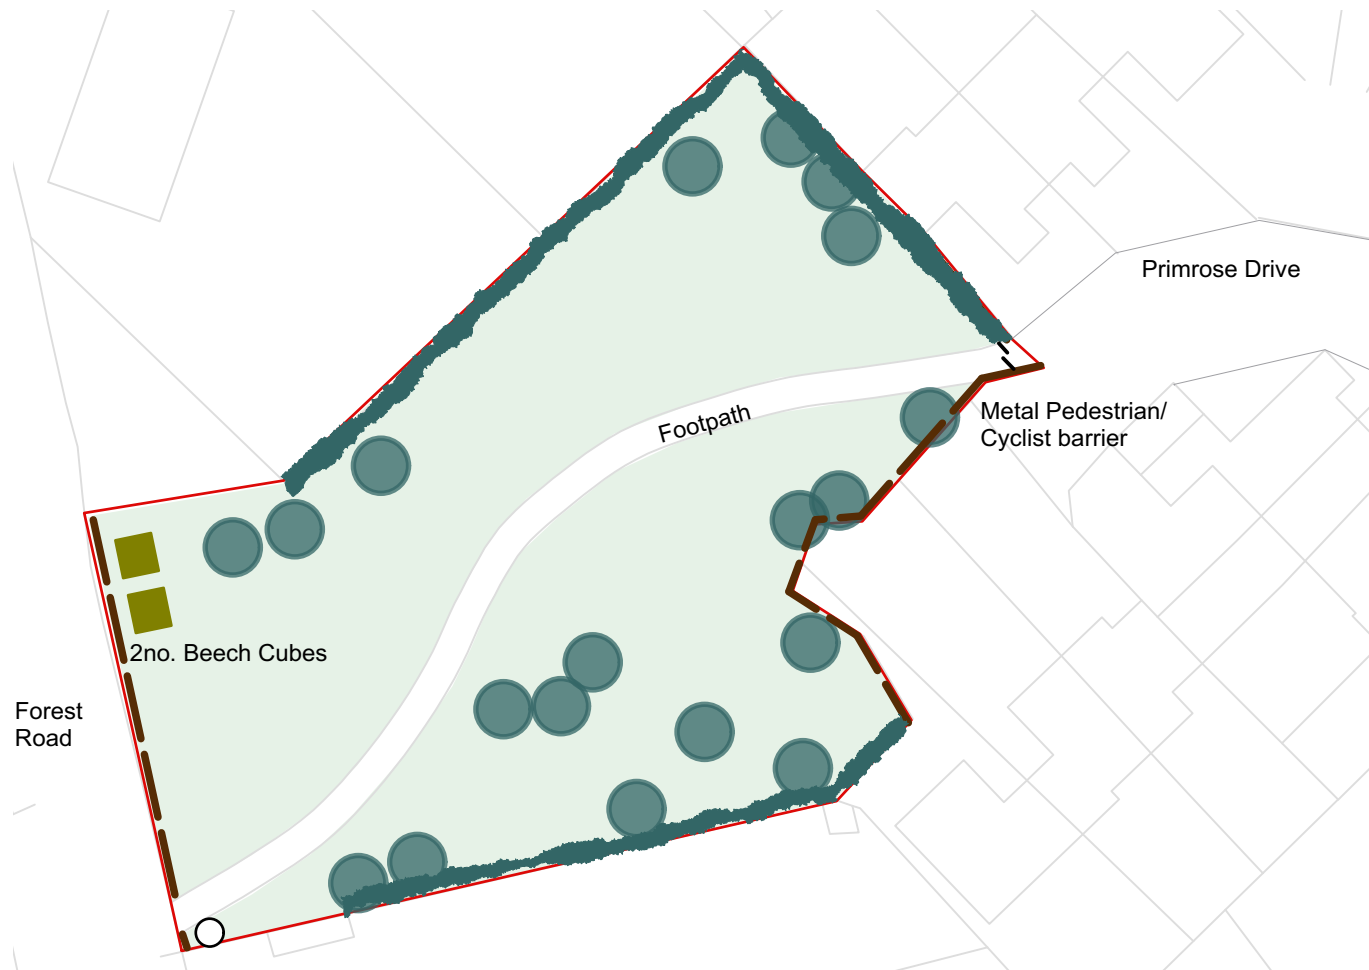 Primrose Drive
Footpath
Metal Pedestrian/
Cyclist barrier
2no. Beech Cubes
Forest
Road